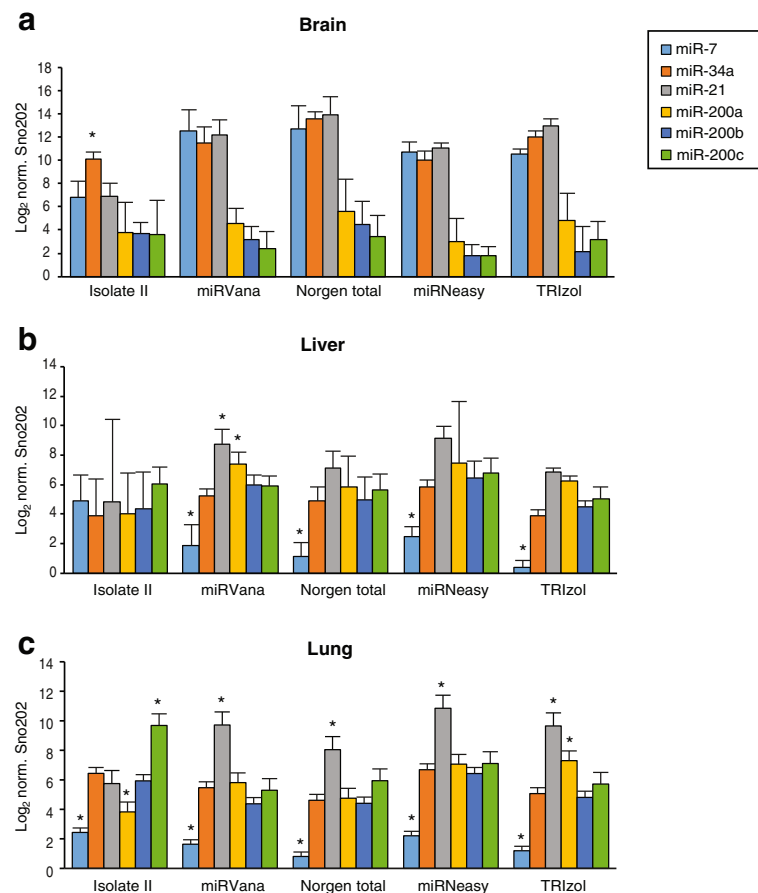 a
Brain
miR-7
miR-34a
miR-21
miR-200a
miR-200b
miR-200c
Log2 norm. Sno202
18
16
14
12
10
8
6
4
2
0
*
Isolate II miRVana Norgen total miRNeasy TRIzol
b
Liver
Log2 norm. Sno202
14
12
10
8
6
4
2
0
* * * * * *
Isolate II miRVana Norgen total miRNeasy TRIzol
c
Lung
Log2 norm. Sno202
14
12
10
8
6
4
2
0
* * * * * * * * * * * *
Isolate II miRVana Norgen total miRNeasy TRIzol